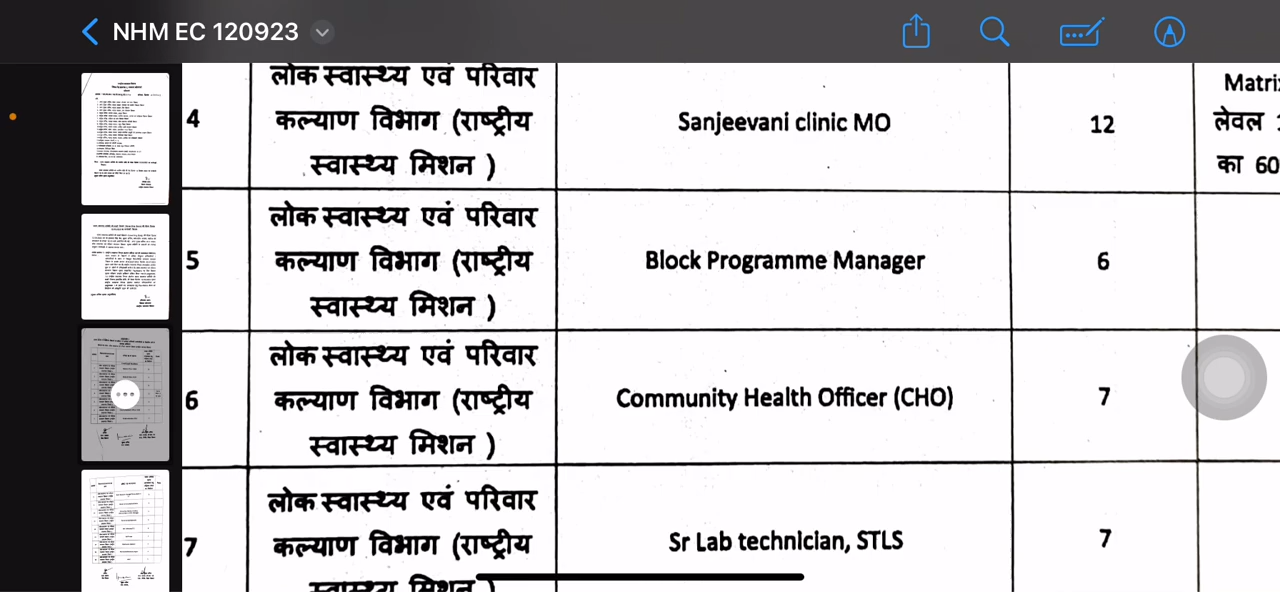 NHM EC 120923
लोक स्वास्थ्य एवं परिवार
4 कल्याण विभाग (राष्ट्रीय Sanjeevani clinic MO 12
स्वास्थ्य मिशन )
Matrix
लेवल
का 60
लोक स्वास्थ्य एवं परिवार
5 कल्याण विभाग (राष्ट्रीय Block Programme Manager 6
स्वास्थ्य मिशन )
लोक स्वास्थ्य एवं परिवार
6 कल्याण विभाग (राष्ट्रीय Community Health Officer (CHO) 7
स्वास्थ्य मिशन )
लोक स्वास्थ्य एवं परिवार
7 कल्याण विभाग (राष्ट्रीय Sr Lab technician, STLS 7
स्वास्थ्य मिशन )